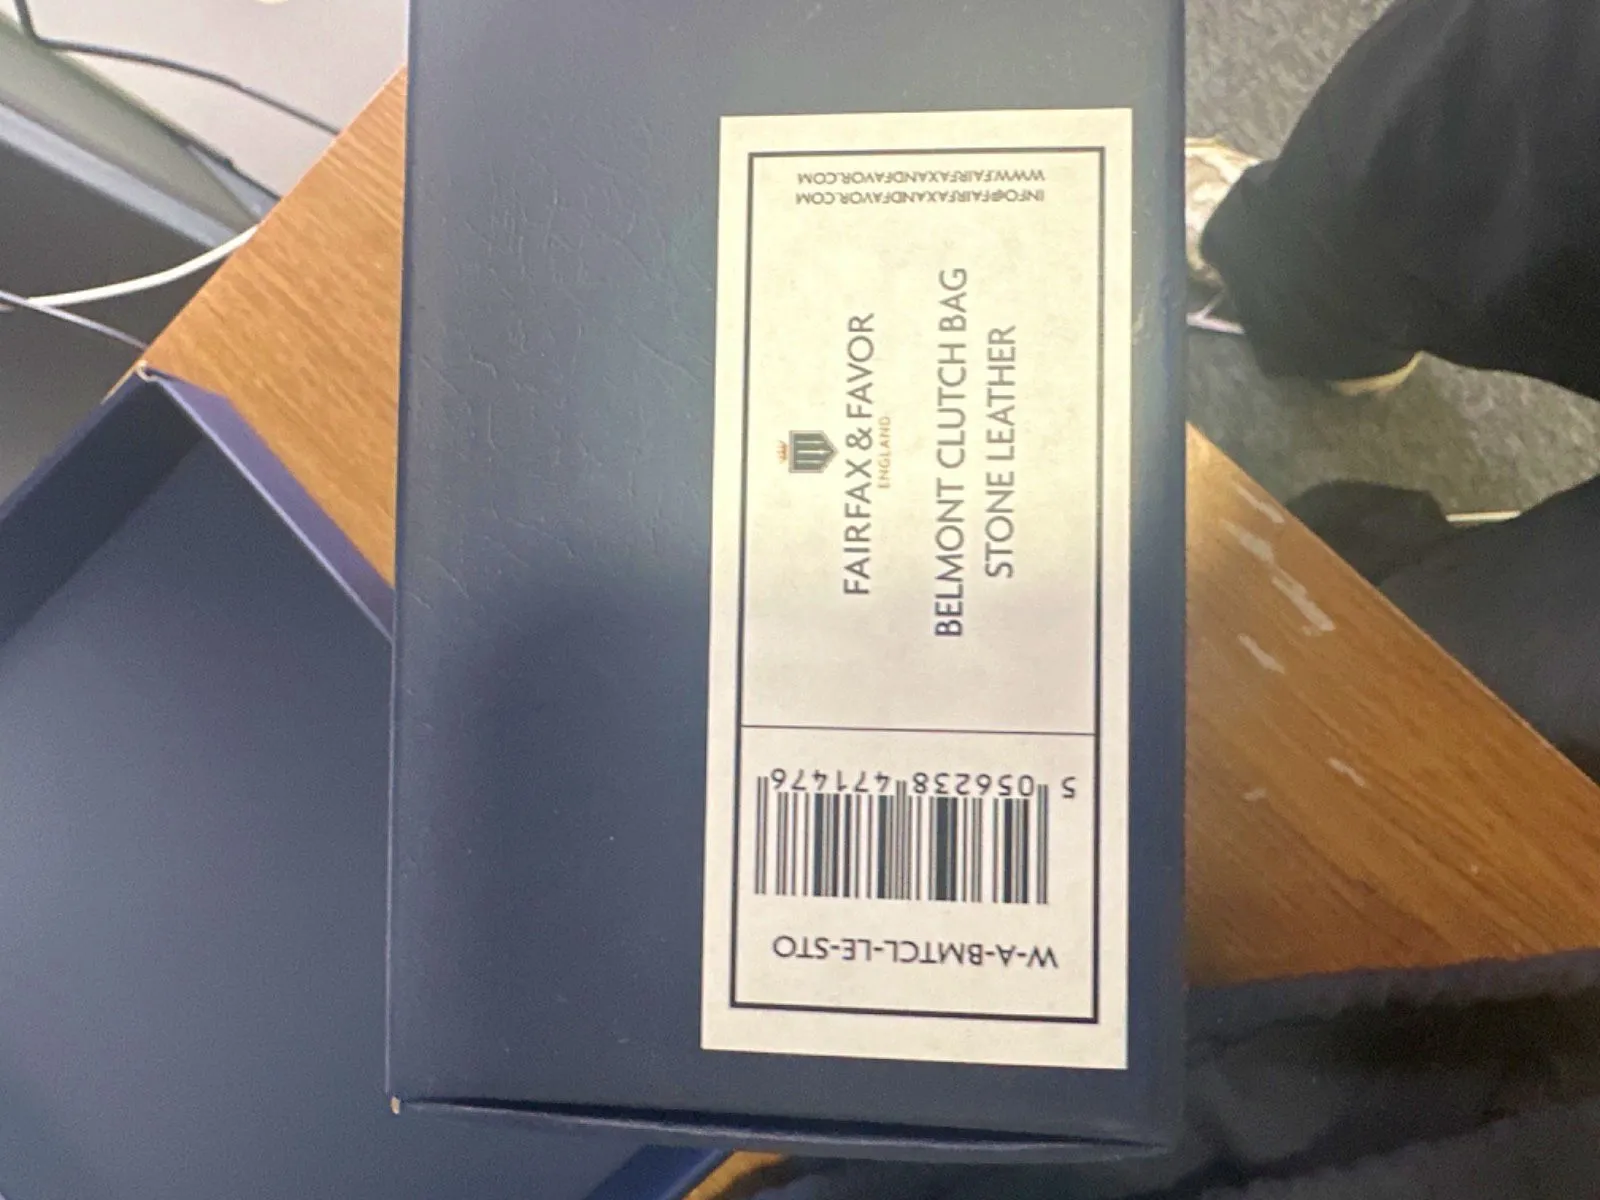 FAIRFAX & FAVOR
ENGLAND
BELMONT CLUTCH BAG
STONE LEATHER
INFO@FAIRFAXANDFAVOR.COM
WWW.FAIRFAXANDFAVOR.COM
5 056238 471476
W-A-BMTCL-LE-STO